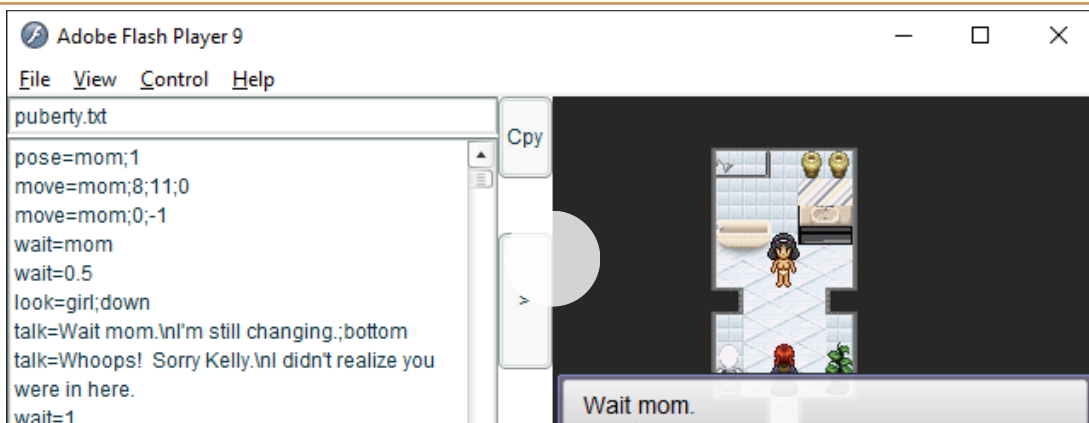 Adobe Flash Player 9
File View Control Help
puberty.txt
Cpy
pose=mom;1
move=mom;8;11;0
move=mom;0;-1
wait=mom
wait=0.5
look=girl;down
talk=Wait mom.\nI'm still changing.;bottom
talk=Whoops!  Sorry Kelly.\nI didn't realize you
were in here.
wait=1
>
Wait mom.